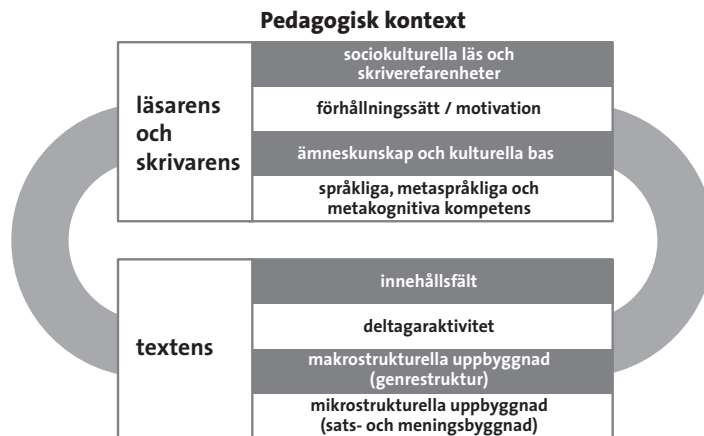 Pedagogisk kontext
läsarens
och
skrivarens
sociokulturella läs och
skriverefarenheter
förhållningssätt / motivation
ämneskunskap och kulturella bas
språkliga, metaspråkliga och
metakognitiva kompetens
textens
innehållsfält
deltagaraktivitet
makrostrukturella uppbyggnad
(genrestruktur)
mikrostrukturella uppbyggnad
(sats- och meningsbyggnad)